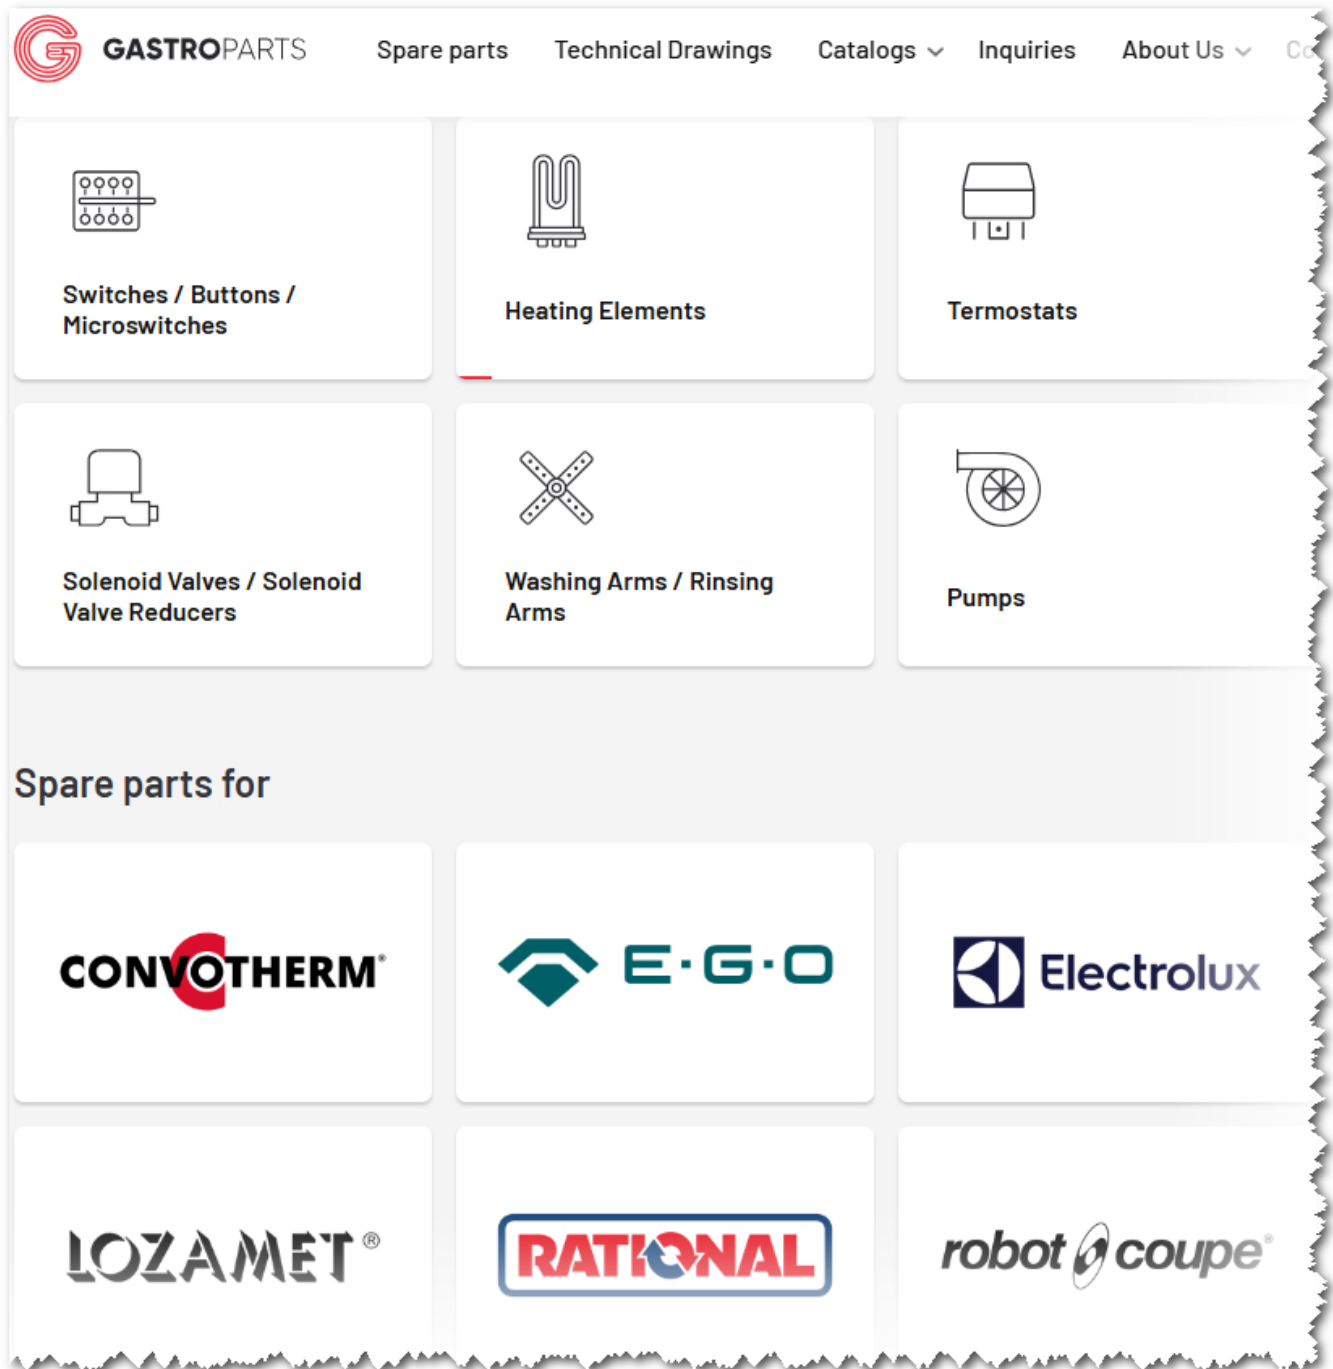 GASTROPARTS Spare parts Technical Drawings Catalogs Inquiries About Us
Switches / Buttons /
Microswitches
Heating Elements
Termostats
Solenoid Valves / Solenoid
Valve Reducers
Washing Arms / Rinsing
Arms
Pumps
Spare parts for
CONVOTHERM®
E·G·O
Electrolux
LOZAMET®
RATIONAL
robot coupe®